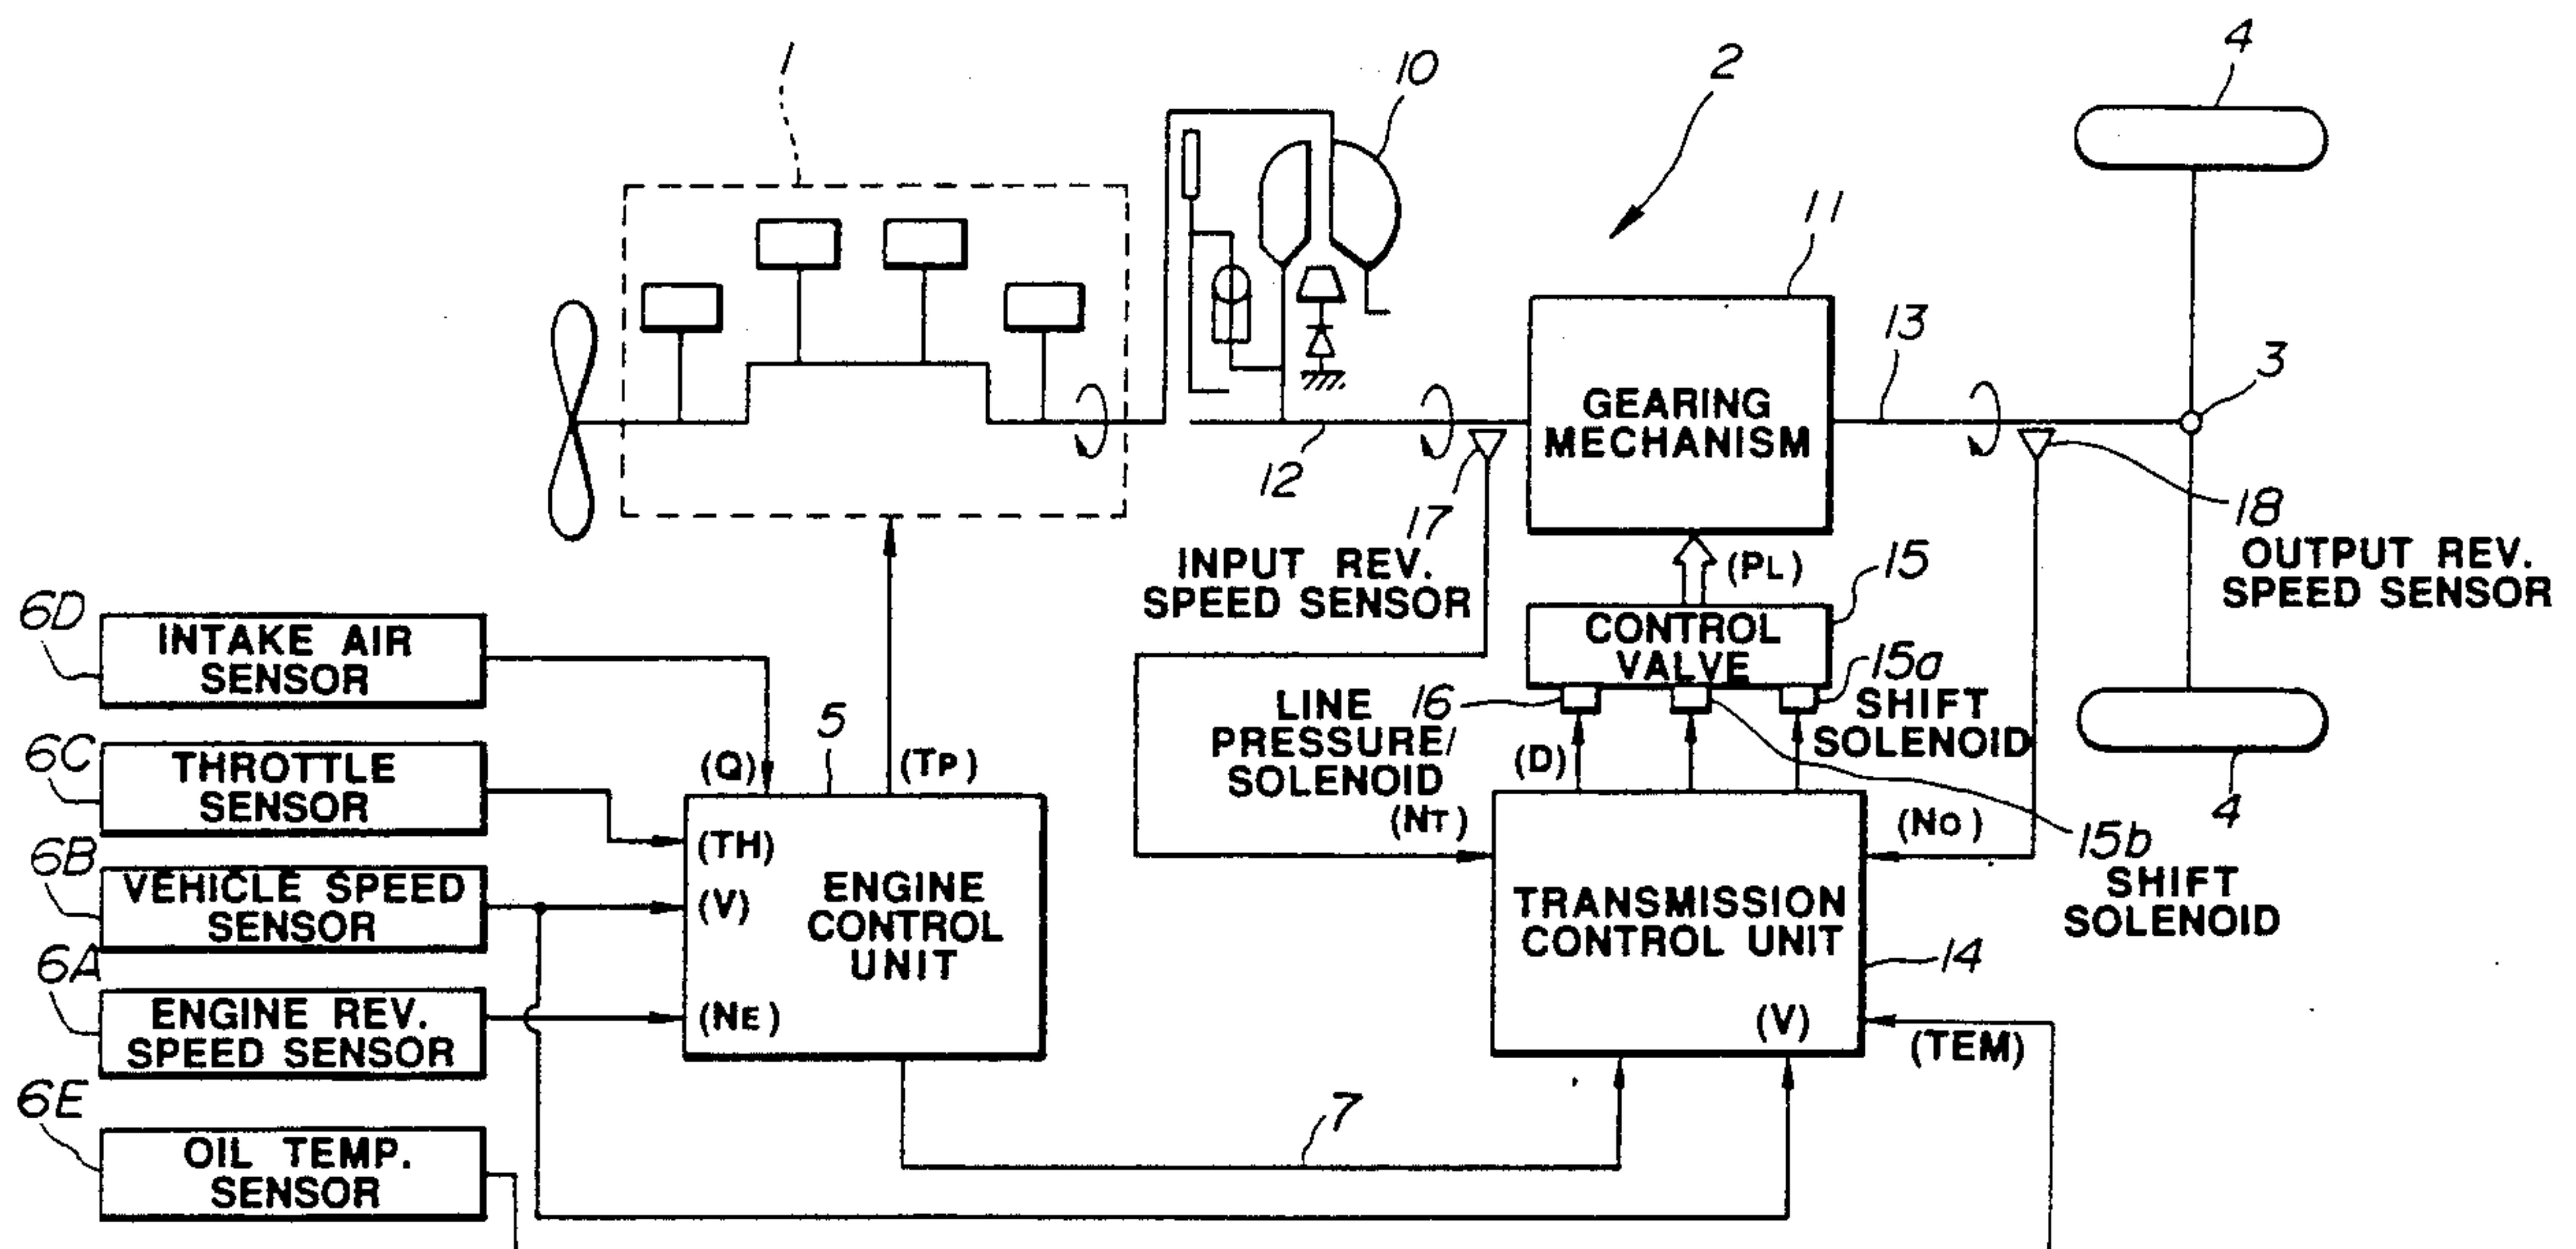 1
10
2
4
11
13
3
GEARING
MECHANISM
12
17
INPUT REV.
SPEED SENSOR
18
OUTPUT REV.
SPEED SENSOR
(PL)
15
CONTROL
VALVE
15a
SHIFT
SOLENOID
16
LINE
PRESSURE/
SOLENOID
(D)
(NT)
(NO)
4
15b
SHIFT
SOLENOID
6D
INTAKE AIR
SENSOR
6C
THROTTLE
SENSOR
6B
VEHICLE SPEED
SENSOR
6A
ENGINE REV.
SPEED SENSOR
6E
OIL TEMP.
SENSOR
5
(Q)
(TP)
(TH)
(V)
(NE)
ENGINE
CONTROL
UNIT
TRANSMISSION
CONTROL UNIT
14
(V)
(TEM)
7